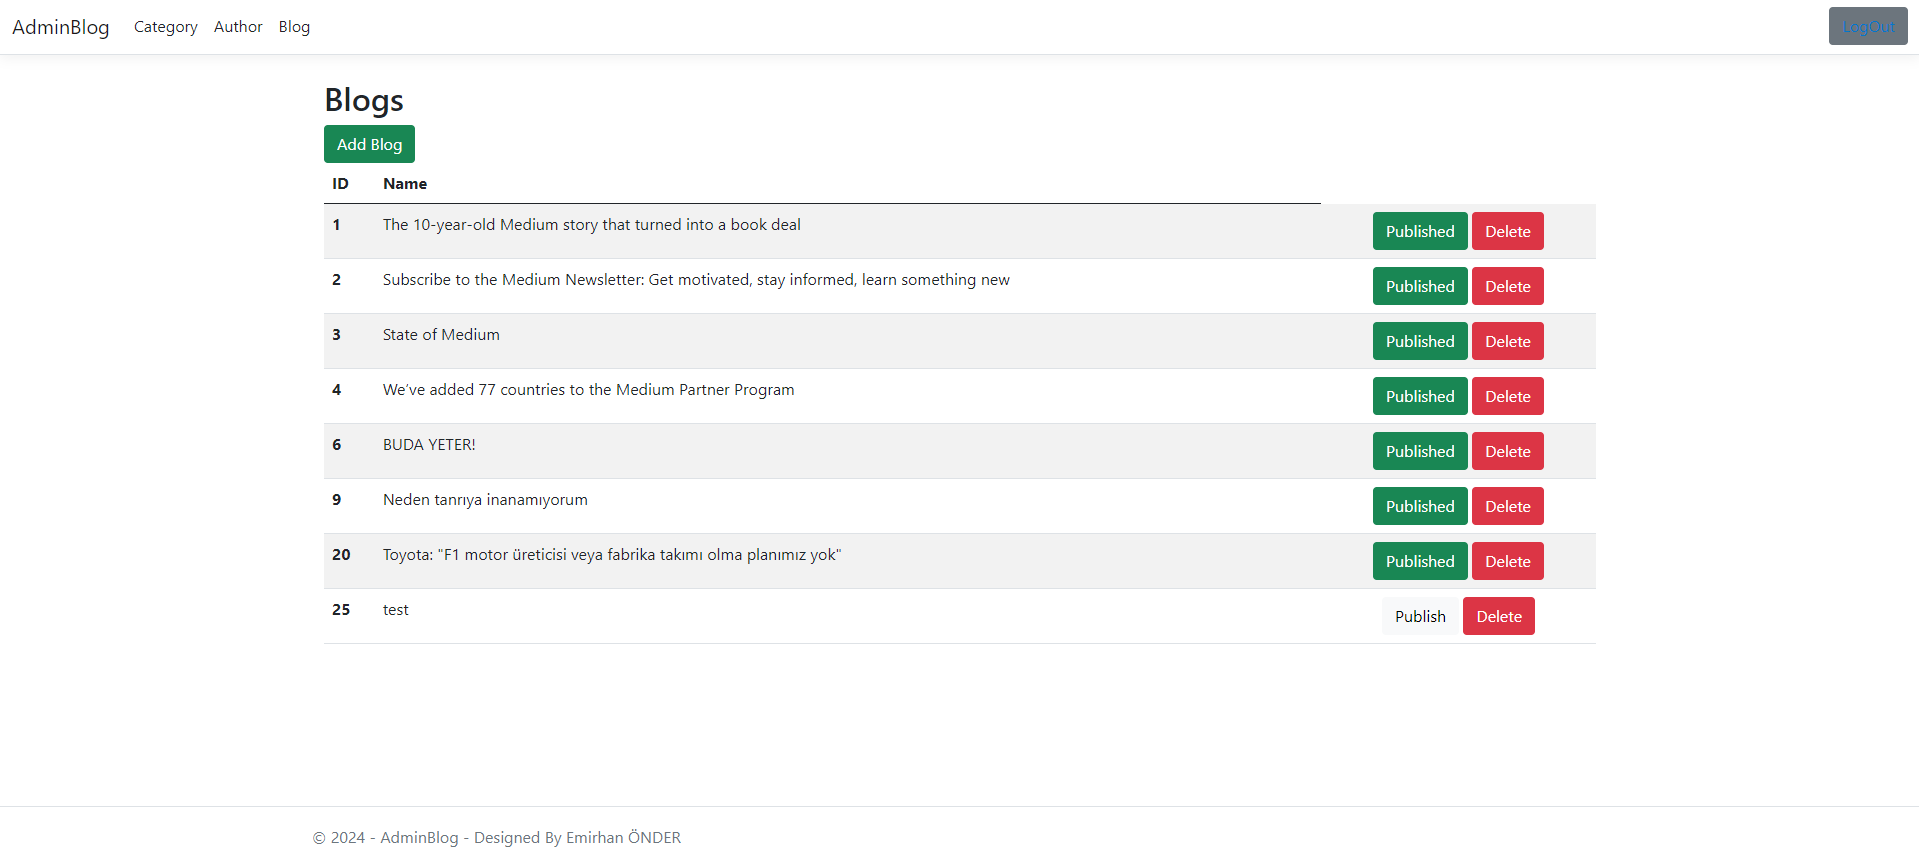 AdminBlog Category Author Blog LogOut
Blogs
Add Blog
ID Name
1 The 10-year-old Medium story that turned into a book deal Published Delete
2 Subscribe to the Medium Newsletter: Get motivated, stay informed, learn something new Published Delete
3 State of Medium Published Delete
4 We’ve added 77 countries to the Medium Partner Program Published Delete
6 BUDA YETER! Published Delete
9 Neden tanrıya inanamıyorum Published Delete
20 Toyota: "F1 motor üreticisi veya fabrika takımı olma planımız yok" Published Delete
25 test Publish Delete
© 2024 - AdminBlog - Designed By Emirhan ÖNDER